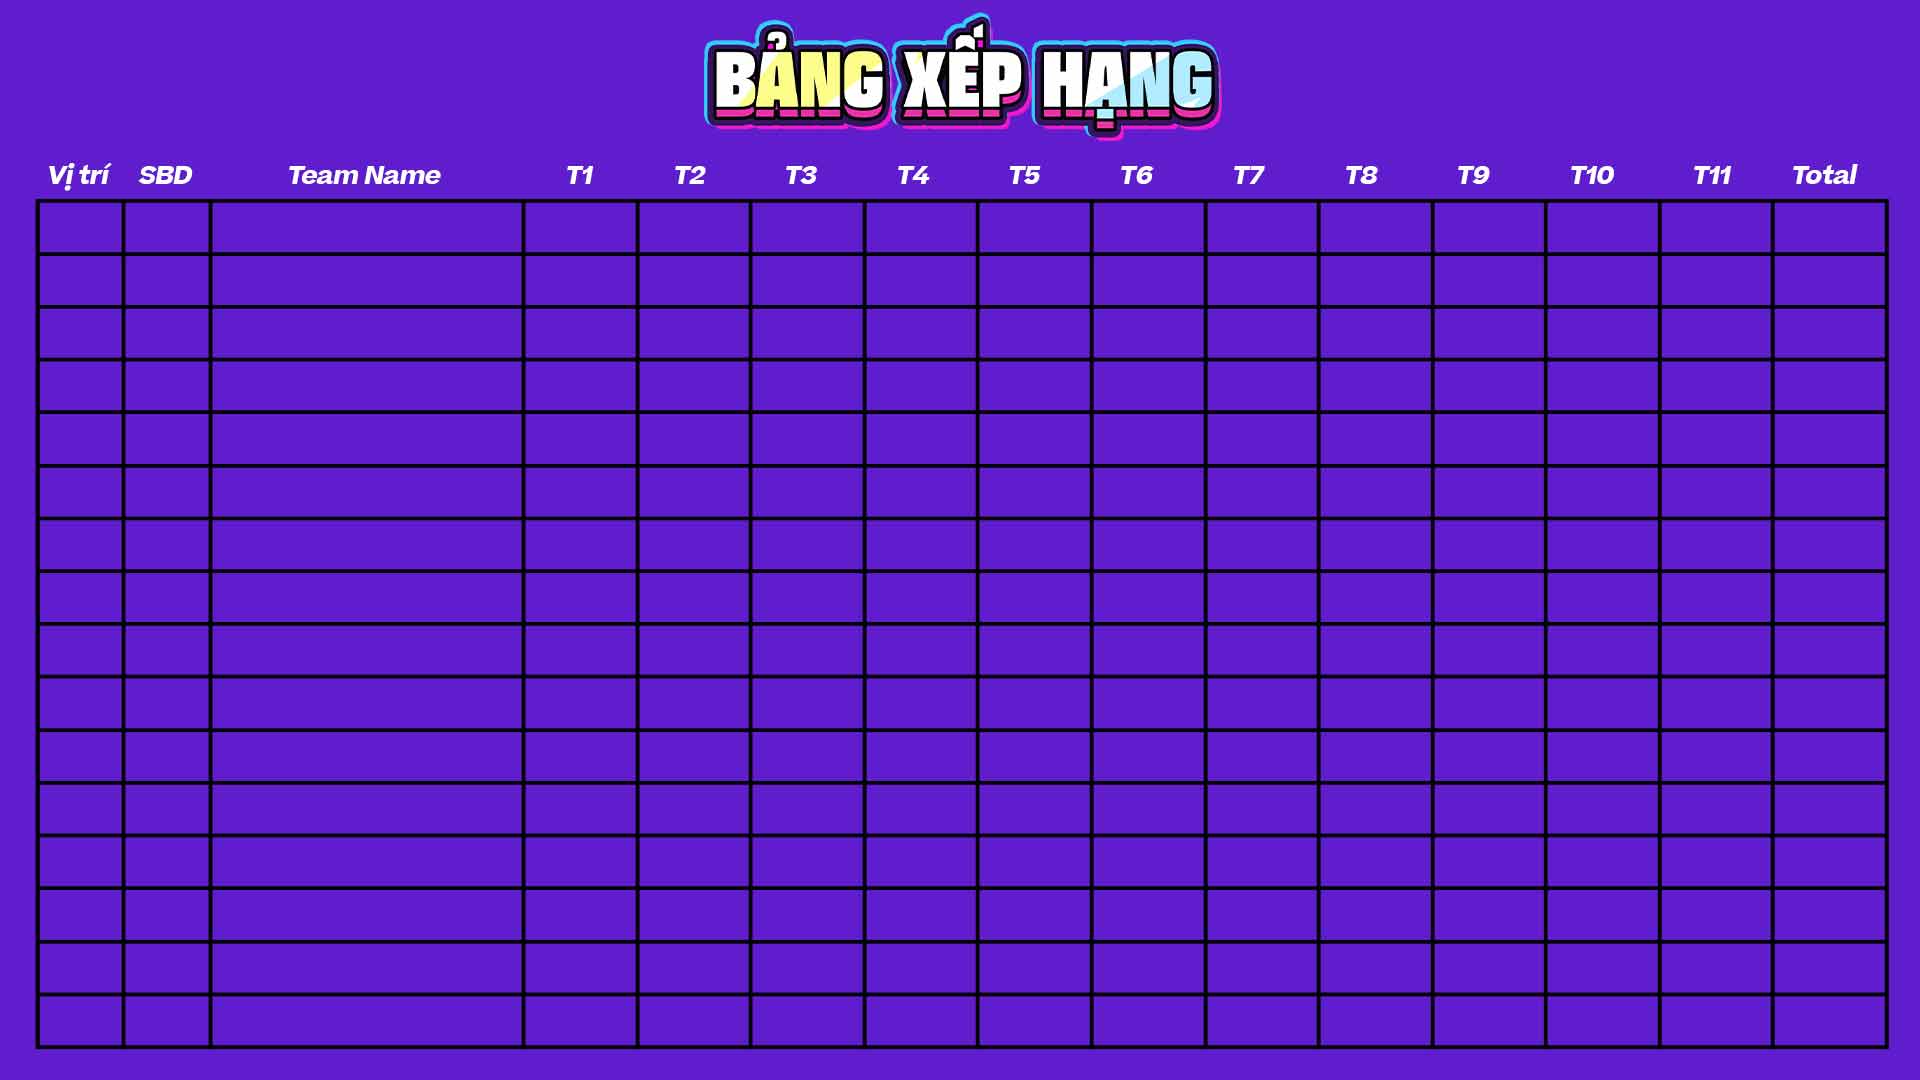 BẢNG XẾP HẠNG
Vị trí SBD Team Name T1 T2 T3 T4 T5 T6 T7 T8 T9 T10 T11 Total